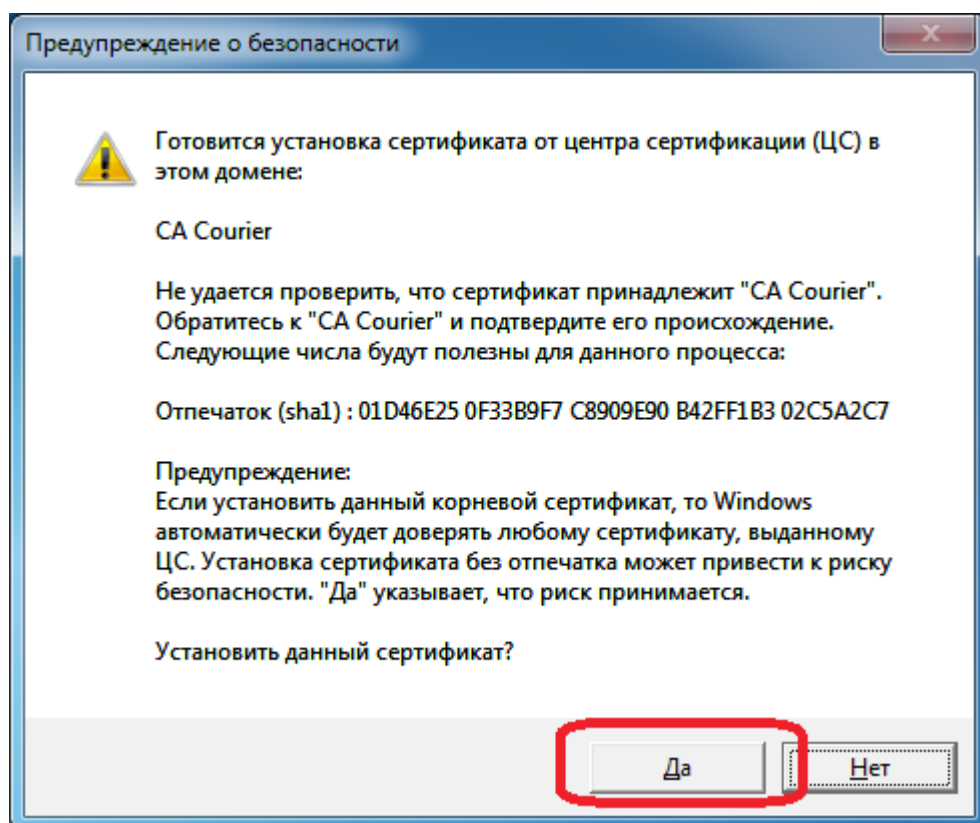 Предупреждение о безопасности
Готовится установка сертификата от центра сертификации (ЦС) в
этом домене:
CA Courier
Не удается проверить, что сертификат принадлежит "CA Courier".
Обратитесь к "CA Courier" и подтвердите его происхождение.
Следующие числа будут полезны для данного процесса:
Отпечаток (sha1) : 01D46E25 0F33B9F7 C8909E90 B42FF1B3 02C5A2C7
Предупреждение:
Если установить данный корневой сертификат, то Windows
автоматически будет доверять любому сертификату, выданному
ЦС. Установка сертификата без отпечатка может привести к риску
безопасности. "Да" указывает, что риск принимается.
Установить данный сертификат?
Да Нет